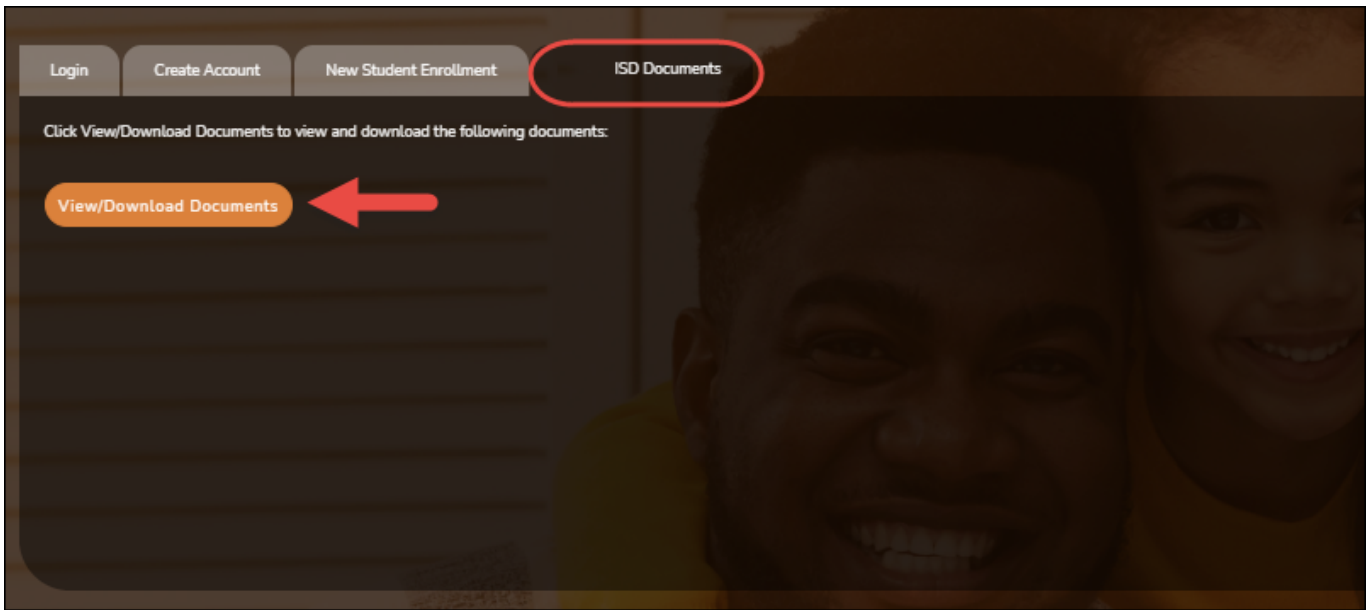 Login Create Account New Student Enrollment ISD Documents
Click View/Download Documents to view and download the following documents:
View/Download Documents